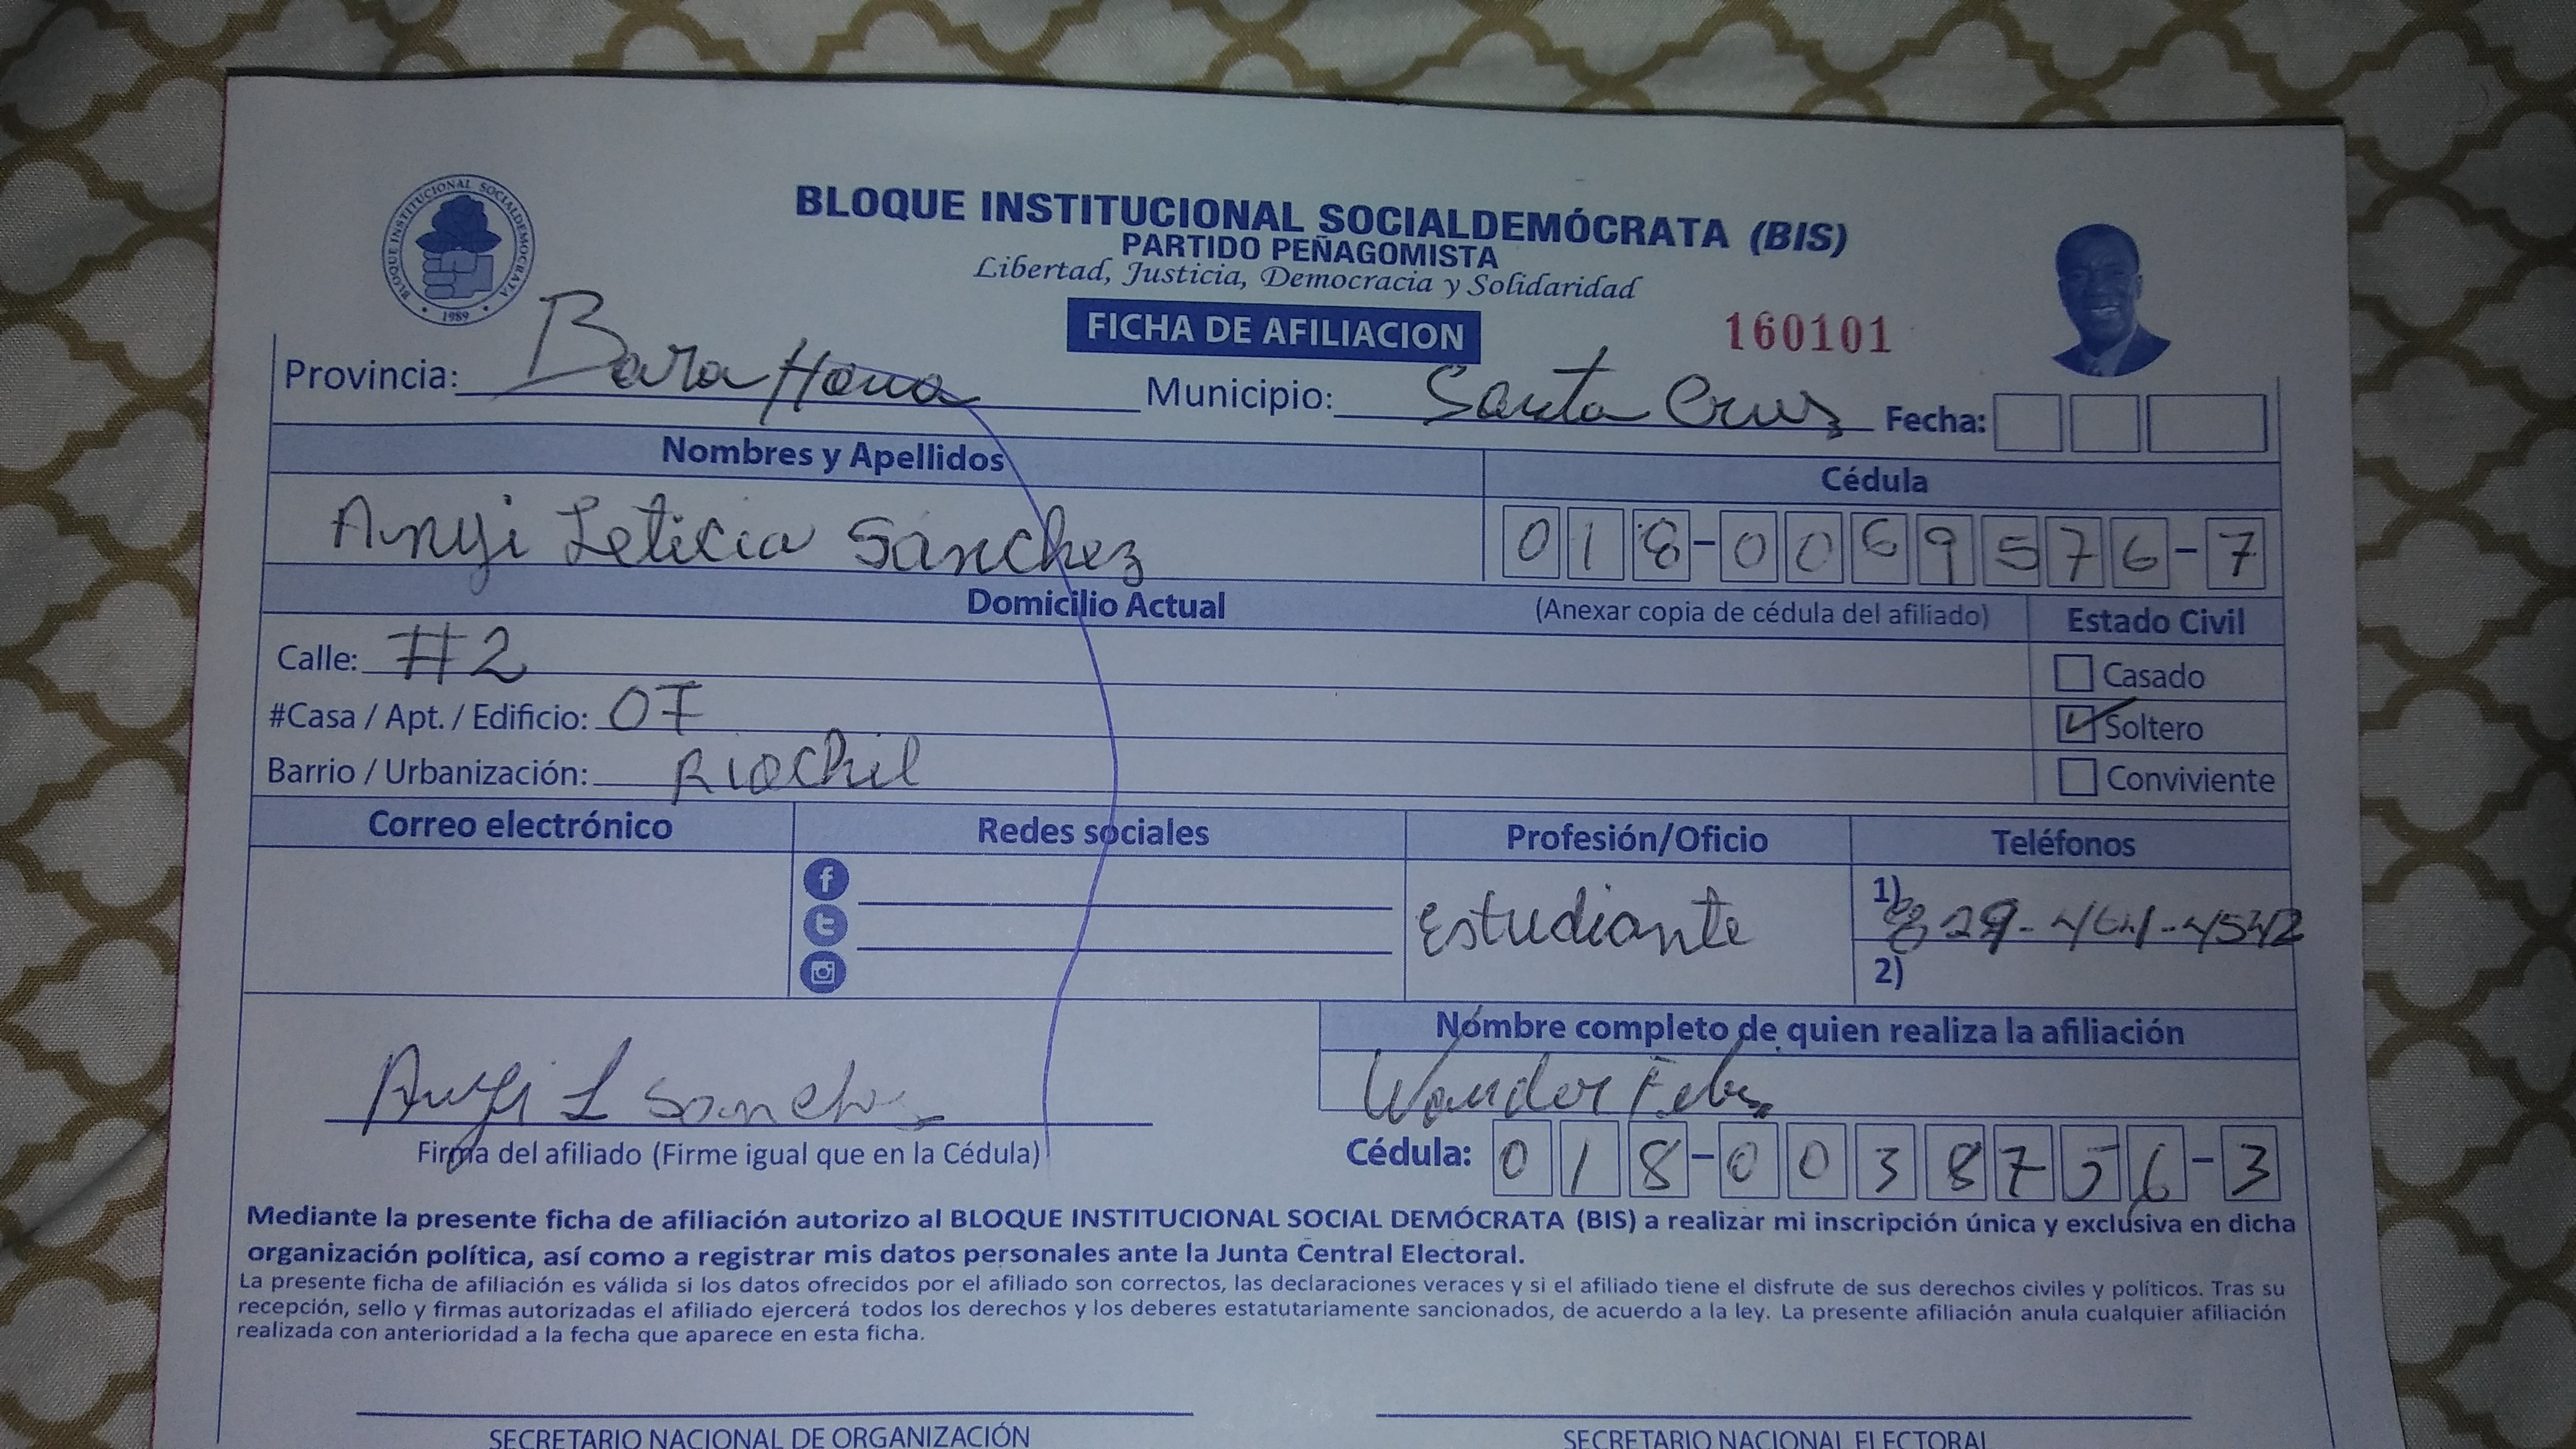 BLOQUE INSTITUCIONAL SOCIALDEMOCRATA
1989
BLOQUE INSTITUCIONAL SOCIALDEMÓCRATA (BIS)
PARTIDO PEÑAGOMISTA
Libertad, Justicia, Democracia y Solidaridad
FICHA DE AFILIACION
160101
Provincia: BaraHona Municipio: Santa Cruz Fecha:
Nombres y Apellidos Cédula
Anyi Leticia Sánchez 018-0069576-7
Domicilio Actual (Anexar copia de cédula del afiliado) Estado Civil
Calle: #2 Casado
#Casa / Apt. / Edificio: 07 Soltero
Barrio / Urbanización: Riochil Conviviente
Correo electrónico Redes sociales Profesión/Oficio Teléfonos
Estudiante
1) 829-464-4542
2)
Nombre completo de quien realiza la afiliación
Anyi L Sanchez Wander Feliz
Firma del afiliado (Firme igual que en la Cédula) Cédula: 018-0038756-3
Mediante la presente ficha de afiliación autorizo al BLOQUE INSTITUCIONAL SOCIAL DEMÓCRATA (BIS) a realizar mi inscripción única y exclusiva en dicha
organización política, así como a registrar mis datos personales ante la Junta Central Electoral.
La presente ficha de afiliación es válida si los datos ofrecidos por el afiliado son correctos, las declaraciones veraces y si el afiliado tiene el disfrute de sus derechos civiles y políticos. Tras su
recepción, sello y firmas autorizadas el afiliado ejercerá todos los derechos y los deberes estatutariamente sancionados, de acuerdo a la ley. La presente afiliación anula cualquier afiliación
realizada con anterioridad a la fecha que aparece en esta ficha.
SECRETARIO NACIONAL DE ORGANIZACIÓN SECRETARIO NACIONAL ELECTORAL